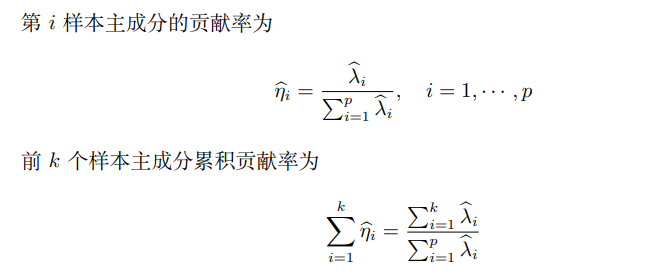 第 i 样本主成分的贡献率为
$$\widehat{\eta}_i = \frac{\widehat{\lambda}_i}{\sum_{i=1}^{p} \widehat{\lambda}_i}, \quad i = 1, \cdots, p$$
前 k 个样本主成分累积贡献率为
$$\sum_{i=1}^{k} \widehat{\eta}_i = \frac{\sum_{i=1}^{k} \widehat{\lambda}_i}{\sum_{i=1}^{p} \widehat{\lambda}_i}$$